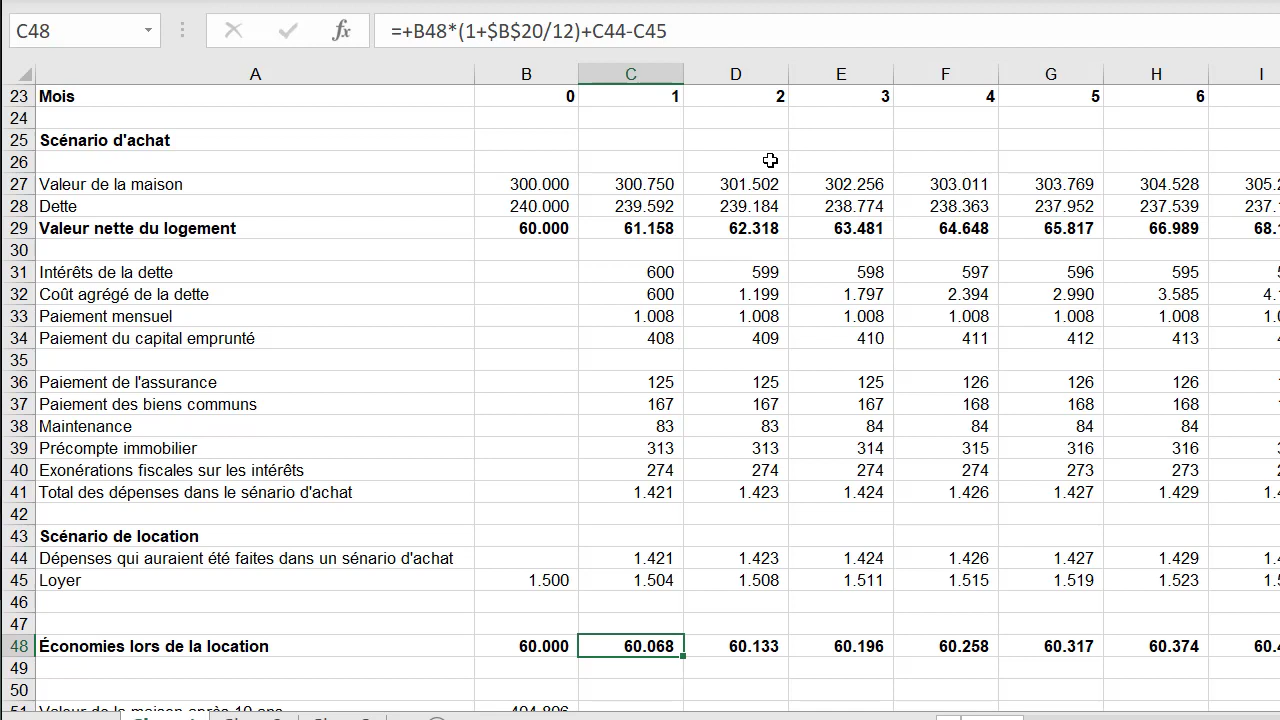 C48 fx =+B48*(1+$B$20/12)+C44-C45
A B C D E F G H I
23 Mois 0 1 2 3 4 5 6
24
25 Scénario d'achat
26
27 Valeur de la maison 300.000 300.750 301.502 302.256 303.011 303.769 304.528 305.2
28 Dette 240.000 239.592 239.184 238.774 238.363 237.952 237.539 237.
29 Valeur nette du logement 60.000 61.158 62.318 63.481 64.648 65.817 66.989 68.
30
31 Intérêts de la dette 600 599 598 597 596 595
32 Coût agrégé de la dette 600 1.199 1.797 2.394 2.990 3.585 4.
33 Paiement mensuel 1.008 1.008 1.008 1.008 1.008 1.008 1.0
34 Paiement du capital emprunté 408 409 410 411 412 413
35
36 Paiement de l'assurance 125 125 125 126 126 126
37 Paiement des biens communs 167 167 167 168 168 168
38 Maintenance 83 83 84 84 84 84
39 Précompte immobilier 313 313 314 315 316 316
40 Exonérations fiscales sur les intérêts 274 274 274 274 273 273
41 Total des dépenses dans le sénario d'achat 1.421 1.423 1.424 1.426 1.427 1.429 1.4
42
43 Scénario de location
44 Dépenses qui auraient été faites dans un sénario d'achat 1.421 1.423 1.424 1.426 1.427 1.429 1.4
45 Loyer 1.500 1.504 1.508 1.511 1.515 1.519 1.523 1.5
46
47
48 Économies lors de la location 60.000 60.068 60.133 60.196 60.258 60.317 60.374 60.4
49
50
51 Valeur de la maison après 10 ans